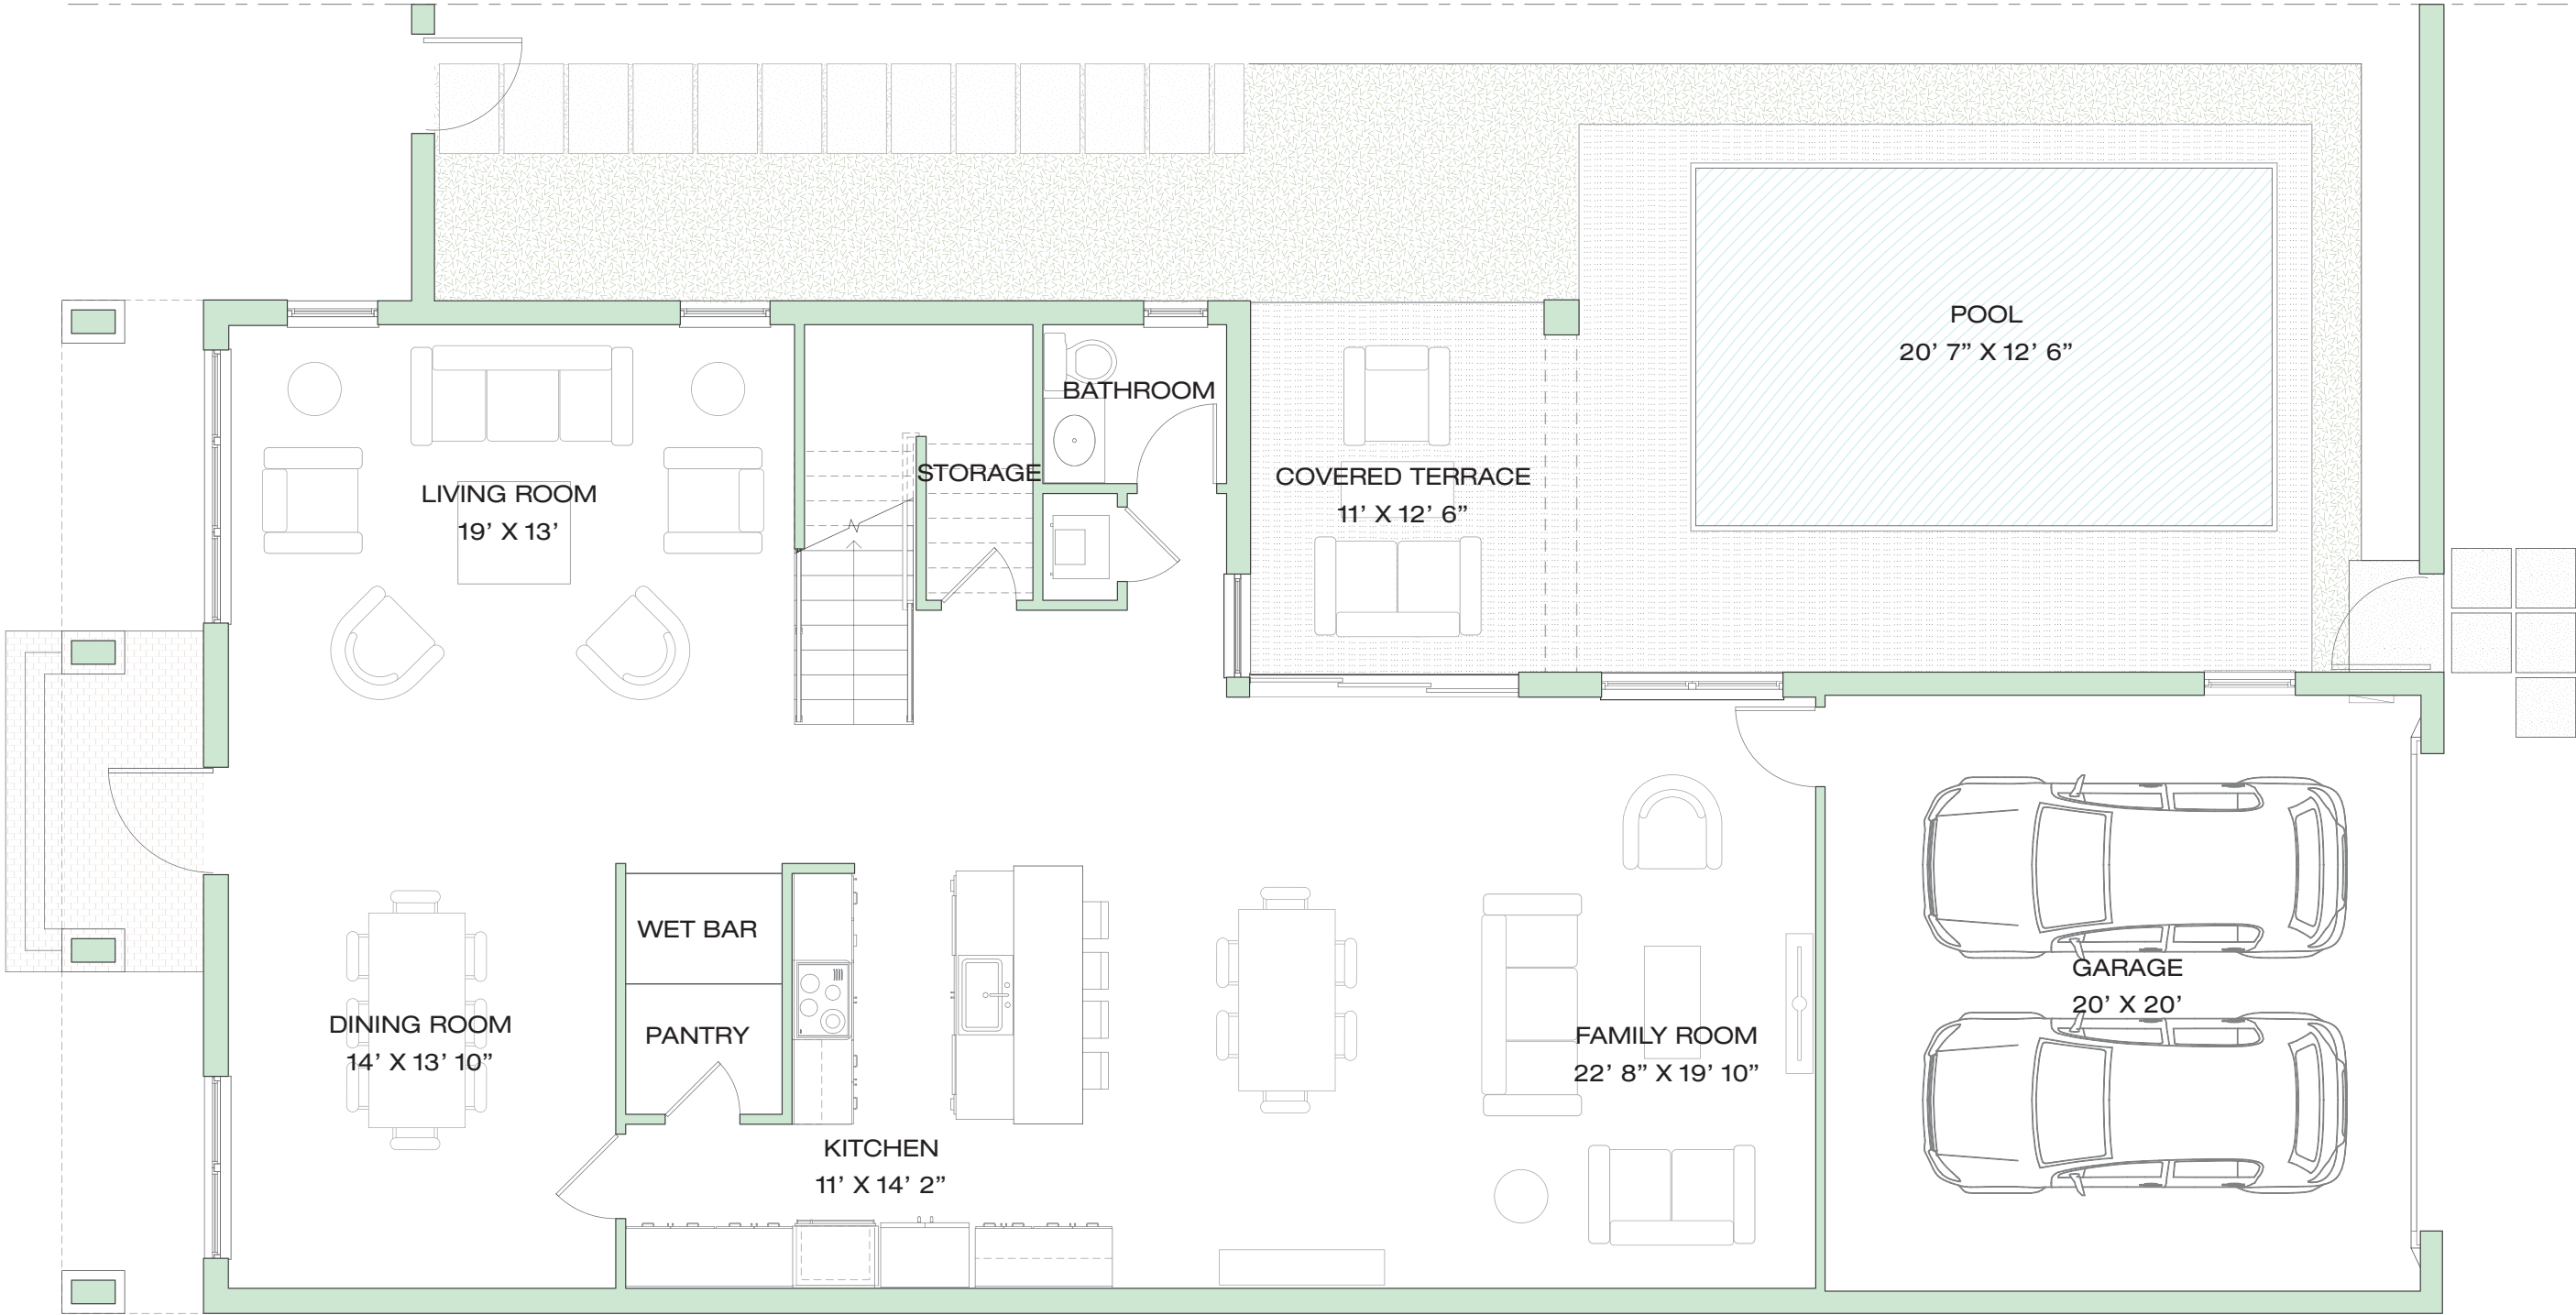 POOL
20’ 7” X 12’ 6”
BATHROOM
STORAGE
COVERED TERRACE
11’ X 12’ 6”
LIVING ROOM
19’ X 13’
WET BAR
GARAGE
20’ X 20’
DINING ROOM
14’ X 13’ 10”
PANTRY
FAMILY ROOM
22’ 8” X 19’ 10”
KITCHEN
11’ X 14’ 2”